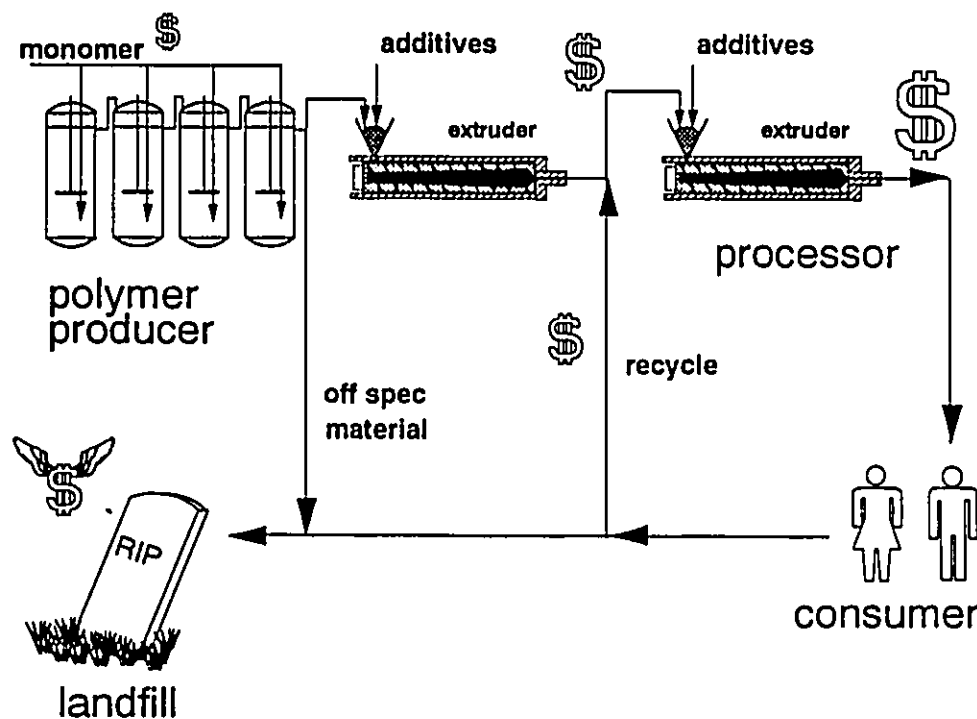 monomer $
additives
$
additives
extruder
extruder
$
polymer
producer
processor
$
recycle
off spec
material
$
RIP
consumer
landfill